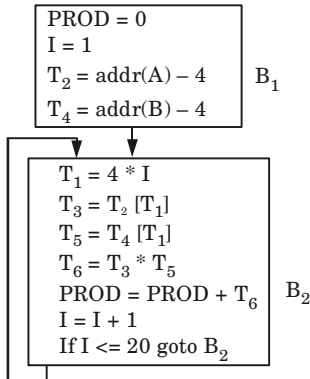 PROD = 0
I = 1
T₂ = addr(A) – 4
T₄ = addr(B) – 4
B₁
T₁ = 4 * I
T₃ = T₂ [T₁]
T₅ = T₄ [T₁]
T₆ = T₃ * T₅
PROD = PROD + T₆
I = I + 1
If I <= 20 goto B₂
B₂